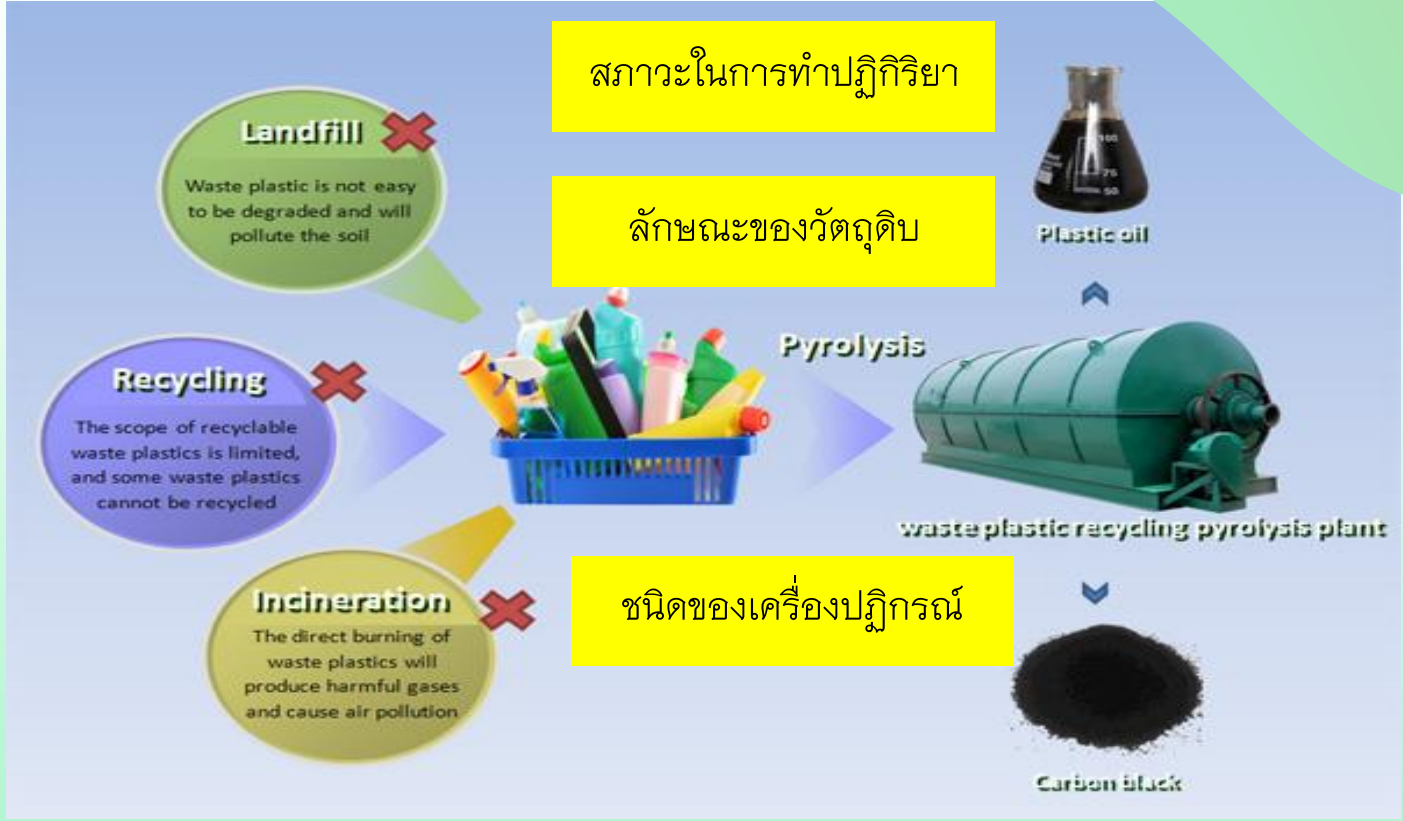 สภาวะในการทำปฏิกิริยา
ลักษณะของวัตถุดิบ
Landfill
Waste plastic is not easy
to be degraded and will
pollute the soil
Recycling
The scope of recyclable
waste plastics is limited,
and some waste plastics
cannot be recycled
Incineration
The direct burning of
waste plastics will
produce harmful gases
and cause air pollution
Pyrolysis
ชนิดของเครื่องปฏิกรณ์
100
75
50
Plastic oil
waste plastic recycling pyrolysis plant
Carbon black